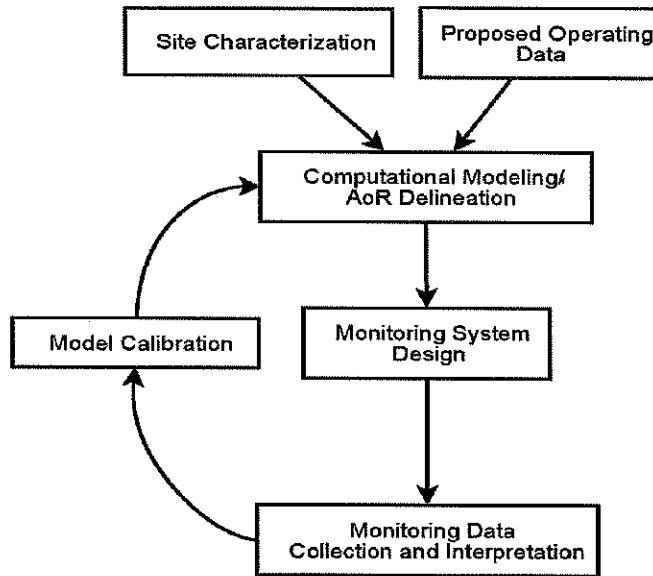 Site Characterization
Proposed Operating
Data
Computational Modeling/
AoR Delineation
Monitoring System
Design
Model Calibration
Monitoring Data
Collection and Interpretation